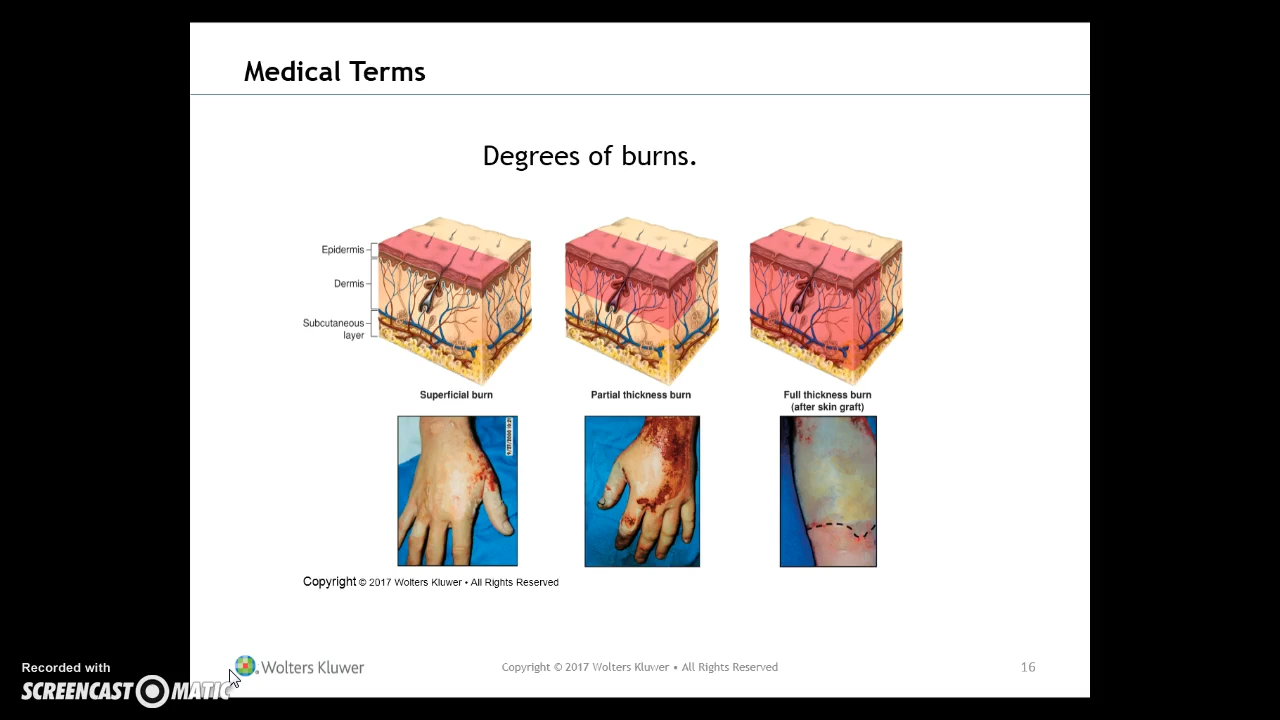 Medical Terms
Degrees of burns.
Epidermis
Dermis
Subcutaneous
layer
Superficial burn
Partial thickness burn
Full thickness burn
(after skin graft)
Copyright © 2017 Wolters Kluwer • All Rights Reserved
Wolters Kluwer
Copyright © 2017 Wolters Kluwer • All Rights Reserved
16
Recorded with
SCREENCAST MATIC